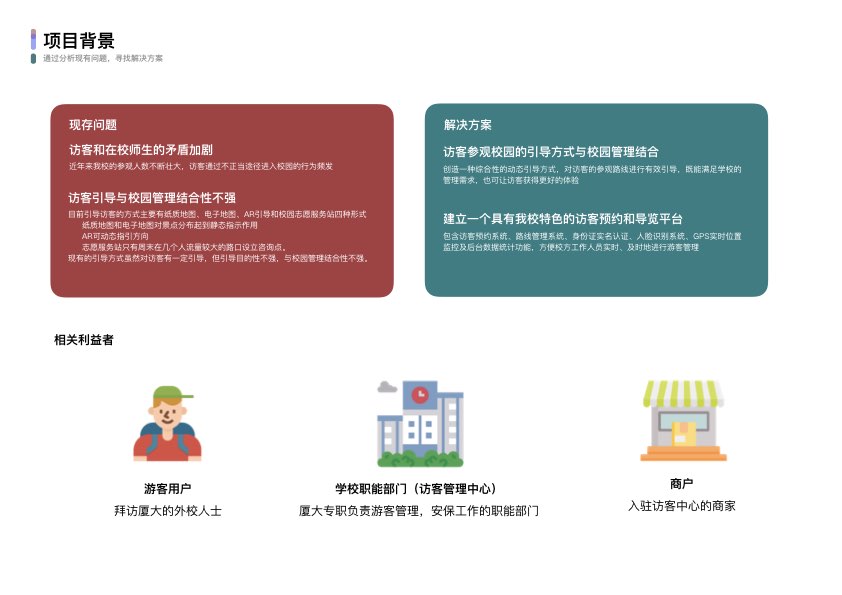 项目背景
通过分析现有问题，寻找解决方案
现存问题
访客和在校师生的矛盾加剧
近年来我校的参观人数不断壮大，访客通过不正当途径进入校园的行为频发
访客引导与校园管理结合性不强
目前引导访客的方式主要有纸质地图、电子地图、AR引导和校园志愿服务站四种形式
纸质地图和电子地图对景点分布起到静态指示作用
AR可动态指引方向
志愿服务站只有周末在几个人流量较大的路口设立咨询点。
现有的引导方式虽然对访客有一定引导，但引导目的性不强，与校园管理结合性不强。
解决方案
访客参观校园的引导方式与校园管理结合
创造一种综合性的动态引导方式，对访客的参观路线进行有效引导，既能满足学校的
管理需求，也可让访客获得更好的体验
建立一个具有我校特色的访客预约和导览平台
包含访客预约系统、路线管理系统、身份证实名认证、人脸识别系统、GPS实时位置
监控及后台数据统计功能，方便校方工作人员实时、及时地进行游客管理
相关利益者
游客用户
拜访厦大的外校人士
学校职能部门（访客管理中心）
厦大专职负责游客管理，安保工作的职能部门
商户
入驻访客中心的商家